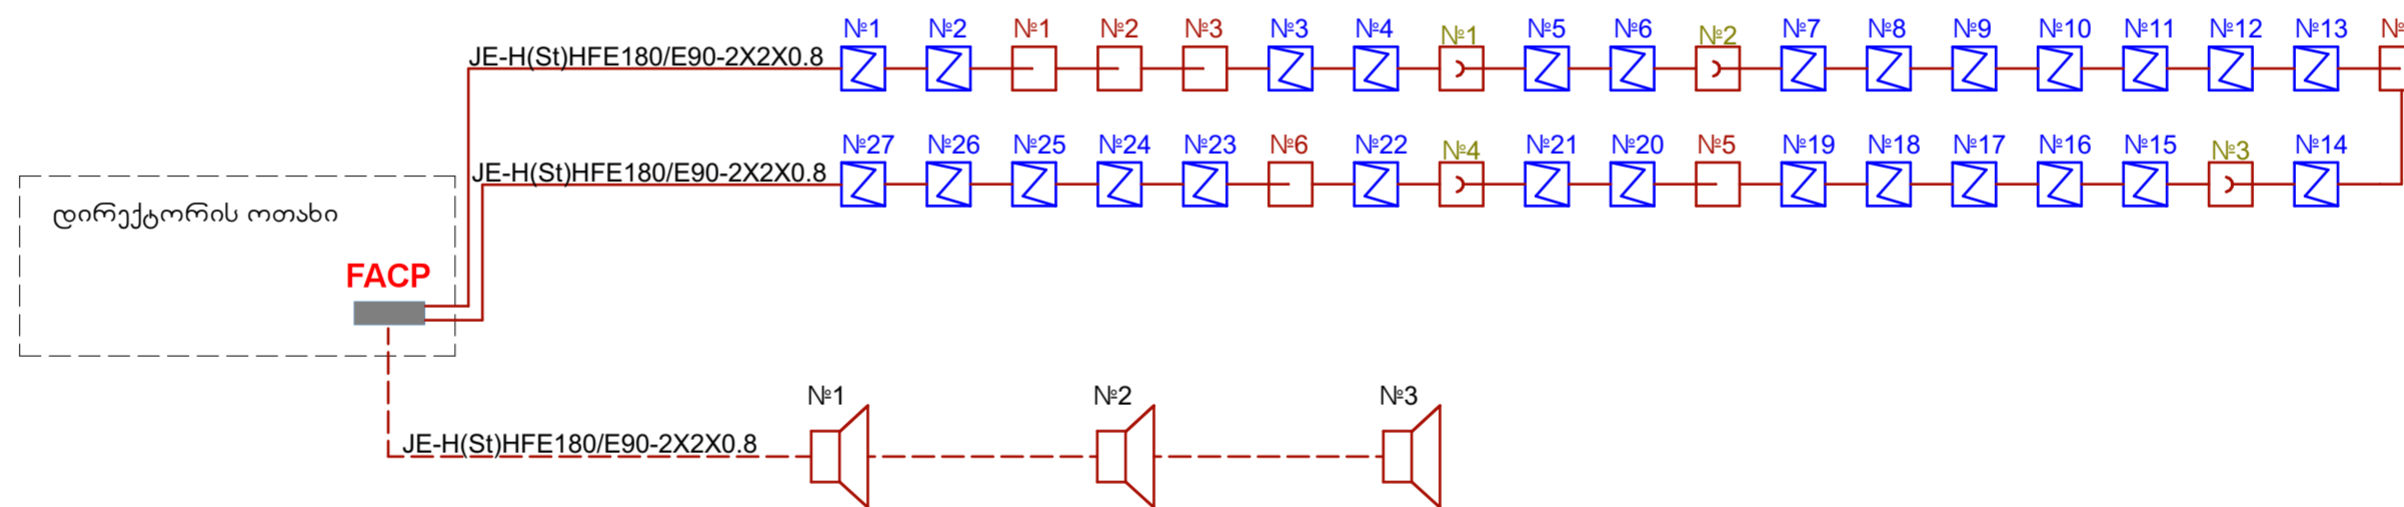 №1 №2 №1 №2 №3 №3 №4 №1 №5 №6 №2 №7 №8 №9 №10 №11 №12 №13 №
JE-H(St)HFE180/E90-2X2X0.8
№27 №26 №25 №24 №23 №6 №22 №4 №21 №20 №5 №19 №18 №17 №16 №15 №3 №14
JE-H(St)HFE180/E90-2X2X0.8
დირექტორის ოთახი
FACP
№1 №2 №3
JE-H(St)HFE180/E90-2X2X0.8